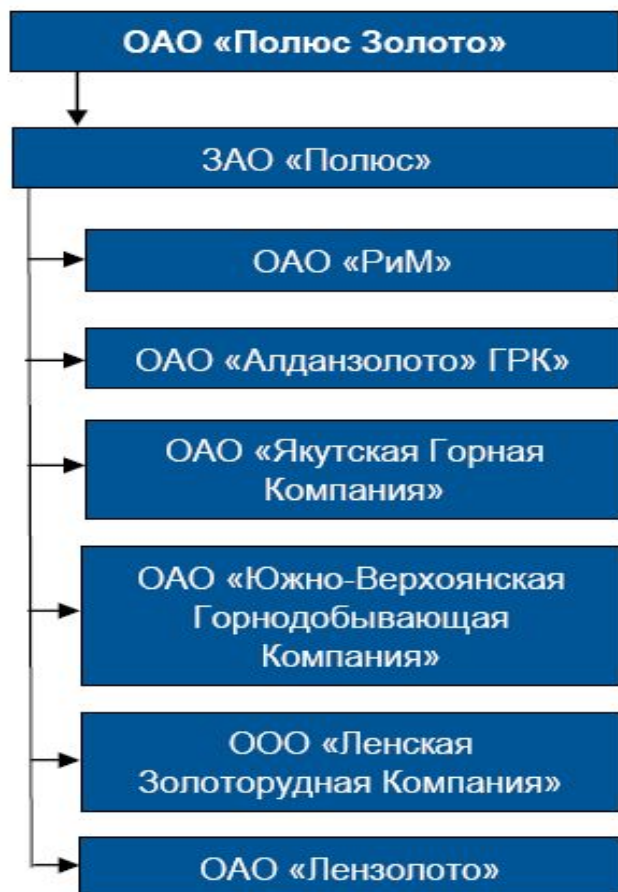 ОАО «Полюс Золото»
ЗАО «Полюс»
ОАО «РиМ»
ОАО «Алданзолото» ГРК»
ОАО «Якутская Горная
Компания»
ОАО «Южно-Верхоянская
Горнодобывающая
Компания»
ООО «Ленская
Золоторудная Компания»
ОАО «Лензолото»